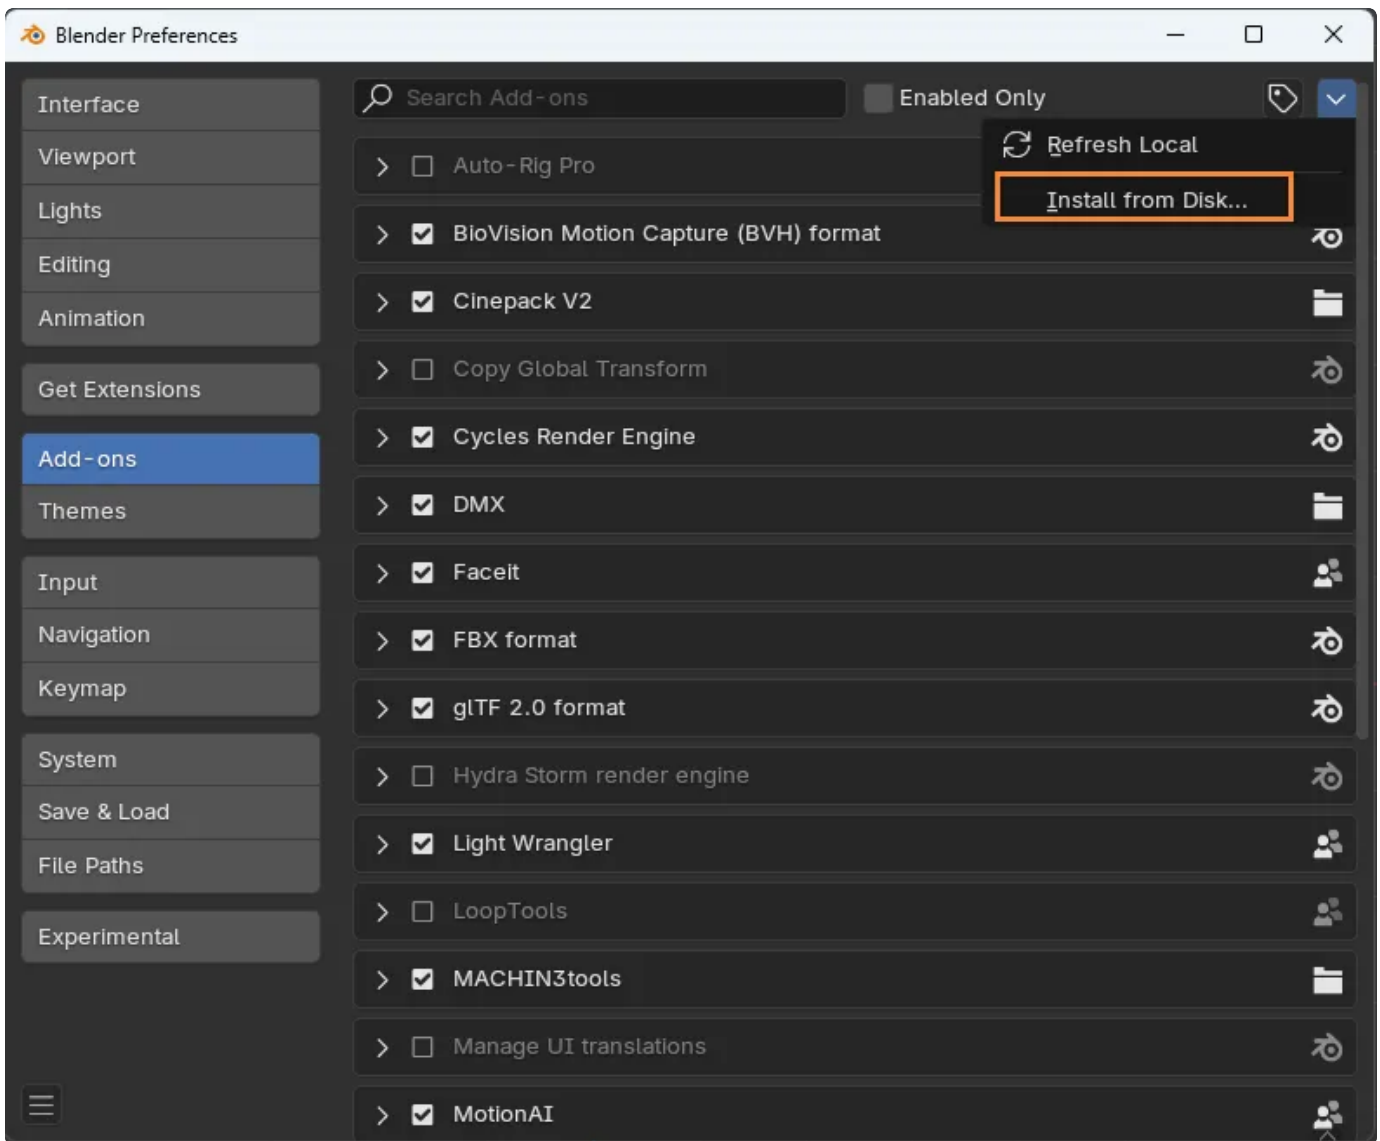 Blender Preferences
Interface
Viewport
Lights
Editing
Animation
Get Extensions
Add-ons
Themes
Input
Navigation
Keymap
System
Save & Load
File Paths
Experimental
Search Add-ons
Enabled Only
Refresh Local
Install from Disk...
Auto-Rig Pro
BioVision Motion Capture (BVH) format
Cinepack V2
Copy Global Transform
Cycles Render Engine
DMX
Faceit
FBX format
glTF 2.0 format
Hydra Storm render engine
Light Wrangler
LoopTools
MACHIN3tools
Manage UI translations
MotionAI